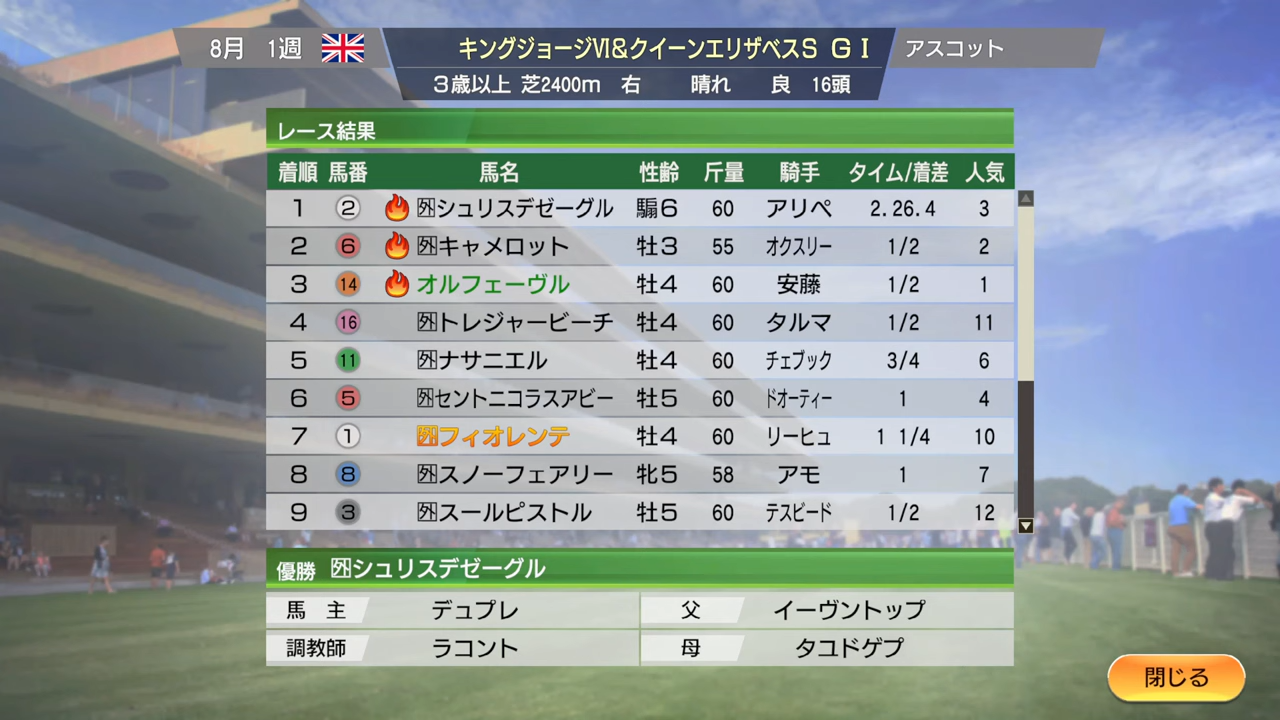 8月 1週 キングジョージⅥ&クイーンエリザベスS GⅠ アスコット
3歳以上 芝2400m 右 晴れ 良 16頭
レース結果
着順 馬番 馬名 性齢 斤量 騎手 タイム/着差 人気
1 2 外シュリスデゼーグル 騸6 60 アリペ 2.26.4 3
2 6 外キャメロット 牡3 55 オクスリー 1/2 2
3 14 オルフェーヴル 牡4 60 安藤 1/2 1
4 16 外トレジャービーチ 牡4 60 タルマ 1/2 11
5 11 外ナサニエル 牡4 60 チェブック 3/4 6
6 5 外セントニコラスアビー 牡5 60 ドオーティー 1 4
7 1 外フィオレンテ 牡4 60 リーヒュ 1 1/4 10
8 8 外スノーフェアリー 牝5 58 アモ 1 7
9 3 外スールピストル 牡5 60 テスビード 1/2 12
優勝 外シュリスデゼーグル
馬主 デュプレ 父 イーヴントップ
調教師 ラコント 母 タユドゲプ
閉じる